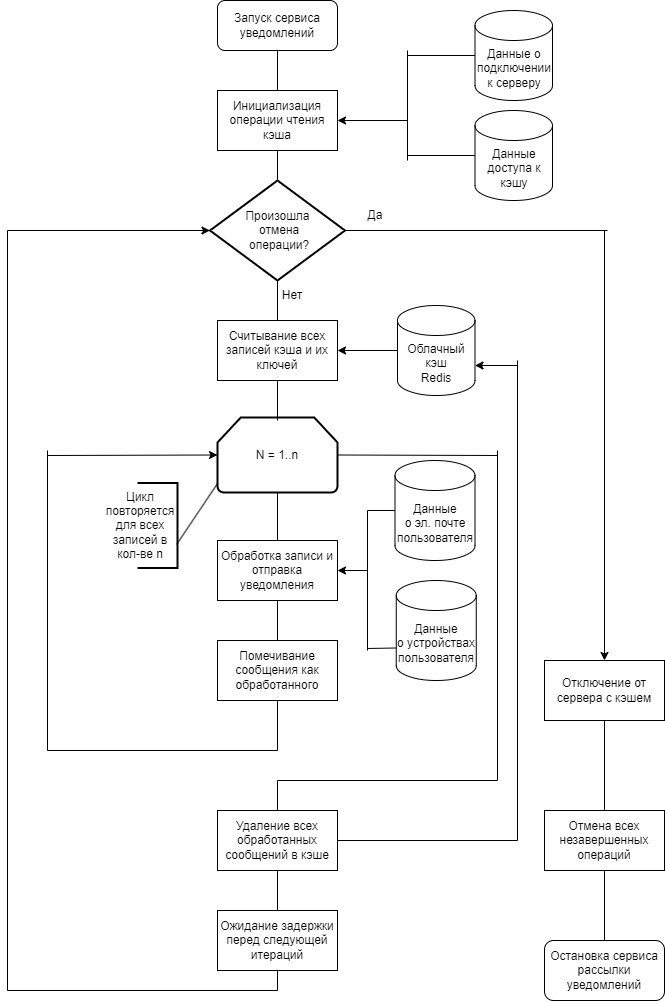 Запуск сервиса
уведомлений
Данные о
подключении
к серверу
Инициализация
операции чтения
кэша
Данные
доступа к
кэшу
Произошла
отмена
операции?
Да
Нет
Считывание всех
записей кэша и их
ключей
Облачный
кэш
Redis
N = 1..n
Цикл
повторяется
для всех
записей в
кол-ве n
Данные
о эл. почте
пользователя
Обработка записи и
отправка
уведомления
Данные
о устройствах
пользователя
Помечивание
сообщения как
обработанного
Отключение от
сервера с кэшем
Удаление всех
обработанных
сообщений в кэше
Отмена всех
незавершенных
операций
Ожидание задержки
перед следующей
итераций
Остановка сервиса
рассылки
уведомлений